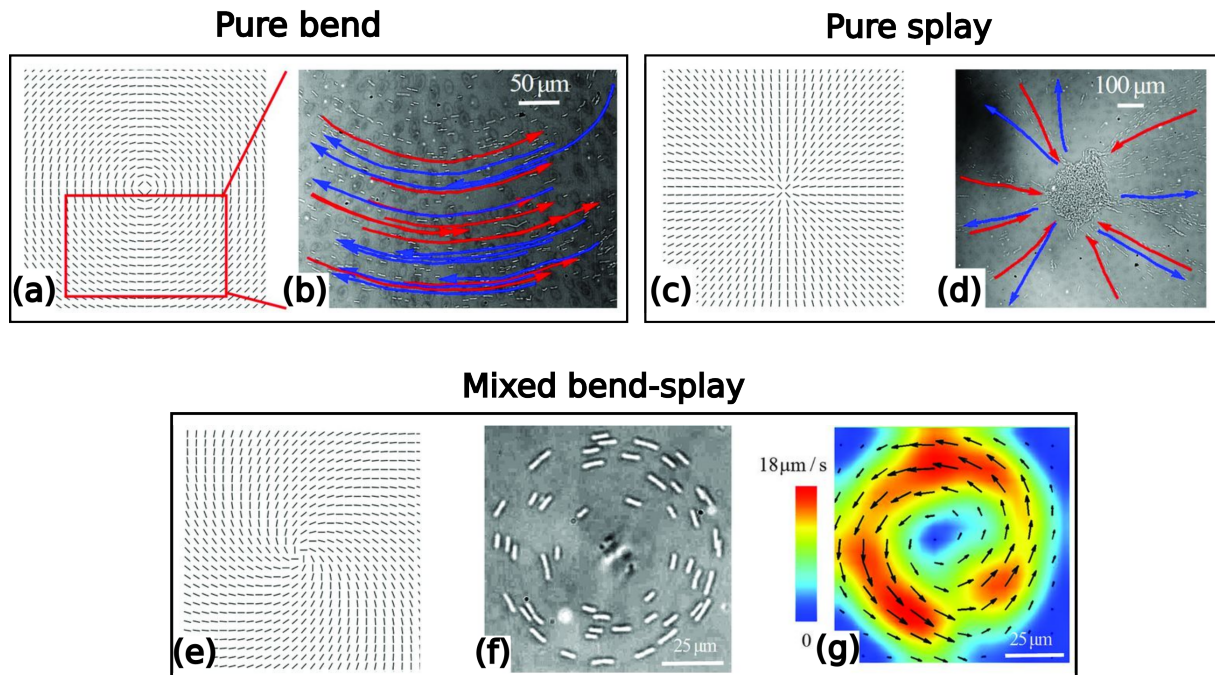 Pure bend
Pure splay
50 μm
100 μm
(a)
(b)
(c)
(d)
Mixed bend-splay
18μm / s
0
25 μm
25 μm
(e)
(f)
(g)